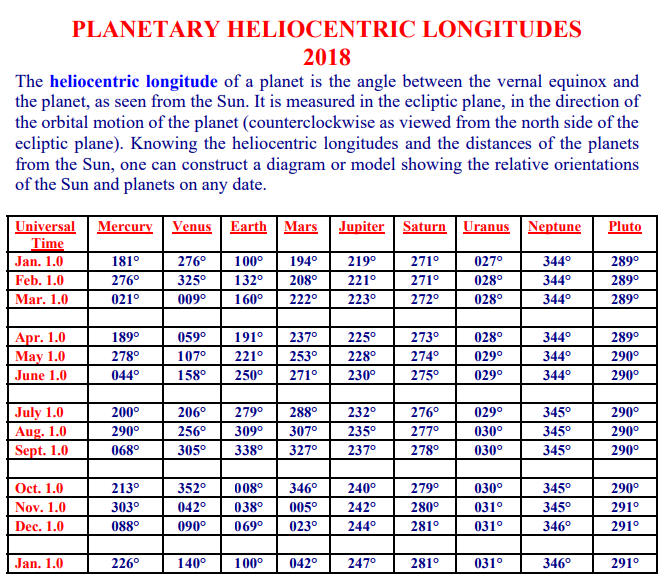 PLANETARY HELIOCENTRIC LONGITUDES
2018
The heliocentric longitude of a planet is the angle between the vernal equinox and
the planet, as seen from the Sun. It is measured in the ecliptic plane, in the direction of
the orbital motion of the planet (counterclockwise as viewed from the north side of the
ecliptic plane). Knowing the heliocentric longitudes and the distances of the planets
from the Sun, one can construct a diagram or model showing the relative orientations
of the Sun and planets on any date.
Universal Time Mercury Venus Earth Mars Jupiter Saturn Uranus Neptune Pluto
Jan. 1.0 181° 276° 100° 194° 219° 271° 027° 344° 289°
Feb. 1.0 276° 325° 132° 208° 221° 271° 028° 344° 289°
Mar. 1.0 021° 009° 160° 222° 223° 272° 028° 344° 289°
Apr. 1.0 189° 059° 191° 237° 225° 273° 028° 344° 289°
May 1.0 278° 107° 221° 253° 228° 274° 029° 344° 290°
June 1.0 044° 158° 250° 271° 230° 275° 029° 344° 290°
July 1.0 200° 206° 279° 288° 232° 276° 029° 345° 290°
Aug. 1.0 290° 256° 309° 307° 235° 277° 030° 345° 290°
Sept. 1.0 068° 305° 338° 327° 237° 278° 030° 345° 290°
Oct. 1.0 213° 352° 008° 346° 240° 279° 030° 345° 290°
Nov. 1.0 303° 042° 038° 005° 242° 280° 031° 345° 291°
Dec. 1.0 088° 090° 069° 023° 244° 281° 031° 346° 291°
Jan. 1.0 226° 140° 100° 042° 247° 281° 031° 346° 291°